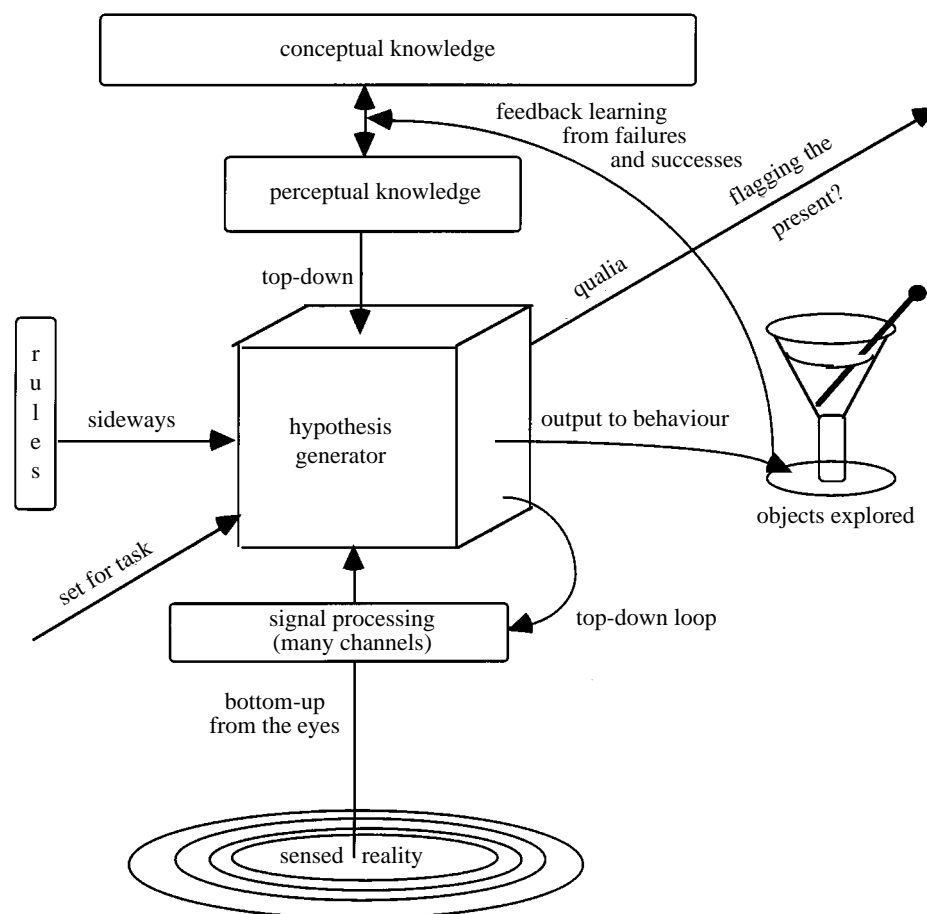 conceptual knowledge
feedback learning
from failures
and successes
flagging the
present?
perceptual knowledge
top-down
qualia
rules
sideways
hypothesis
generator
output to behaviour
objects explored
set for task
signal processing
(many channels)
top-down loop
bottom-up
from the eyes
sensed reality